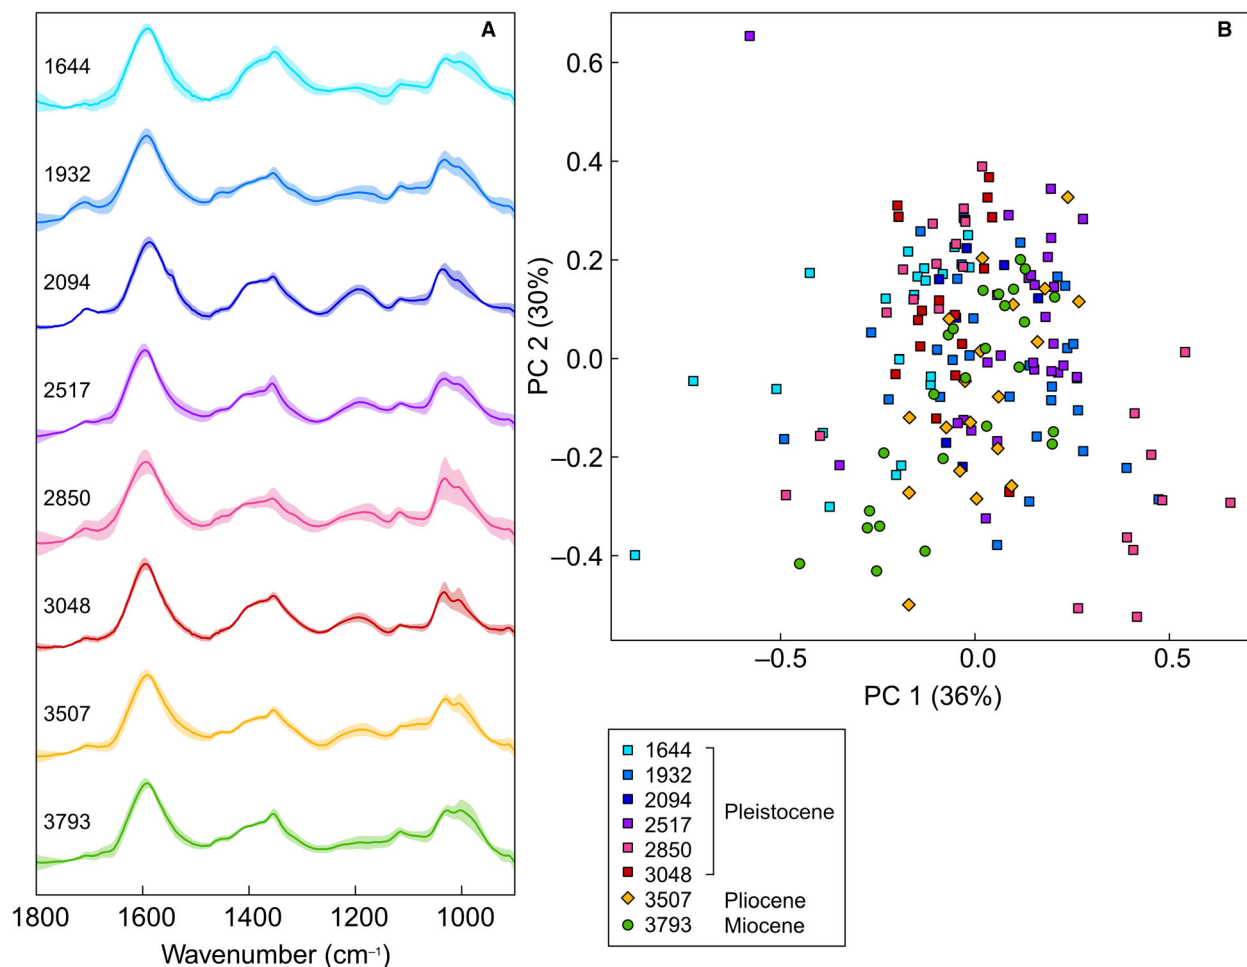 A
1644
1932
2094
2517
2850
3048
3507
3793
1800 1600 1400 1200 1000
Wavenumber (cm–1)
B
0.6
0.4
0.2
0.0
–0.2
–0.4
PC 2 (30%)
–0.5 0.0 0.5
PC 1 (36%)
1644
1932
2094
2517
2850
3048
Pleistocene
3507 Pliocene
3793 Miocene